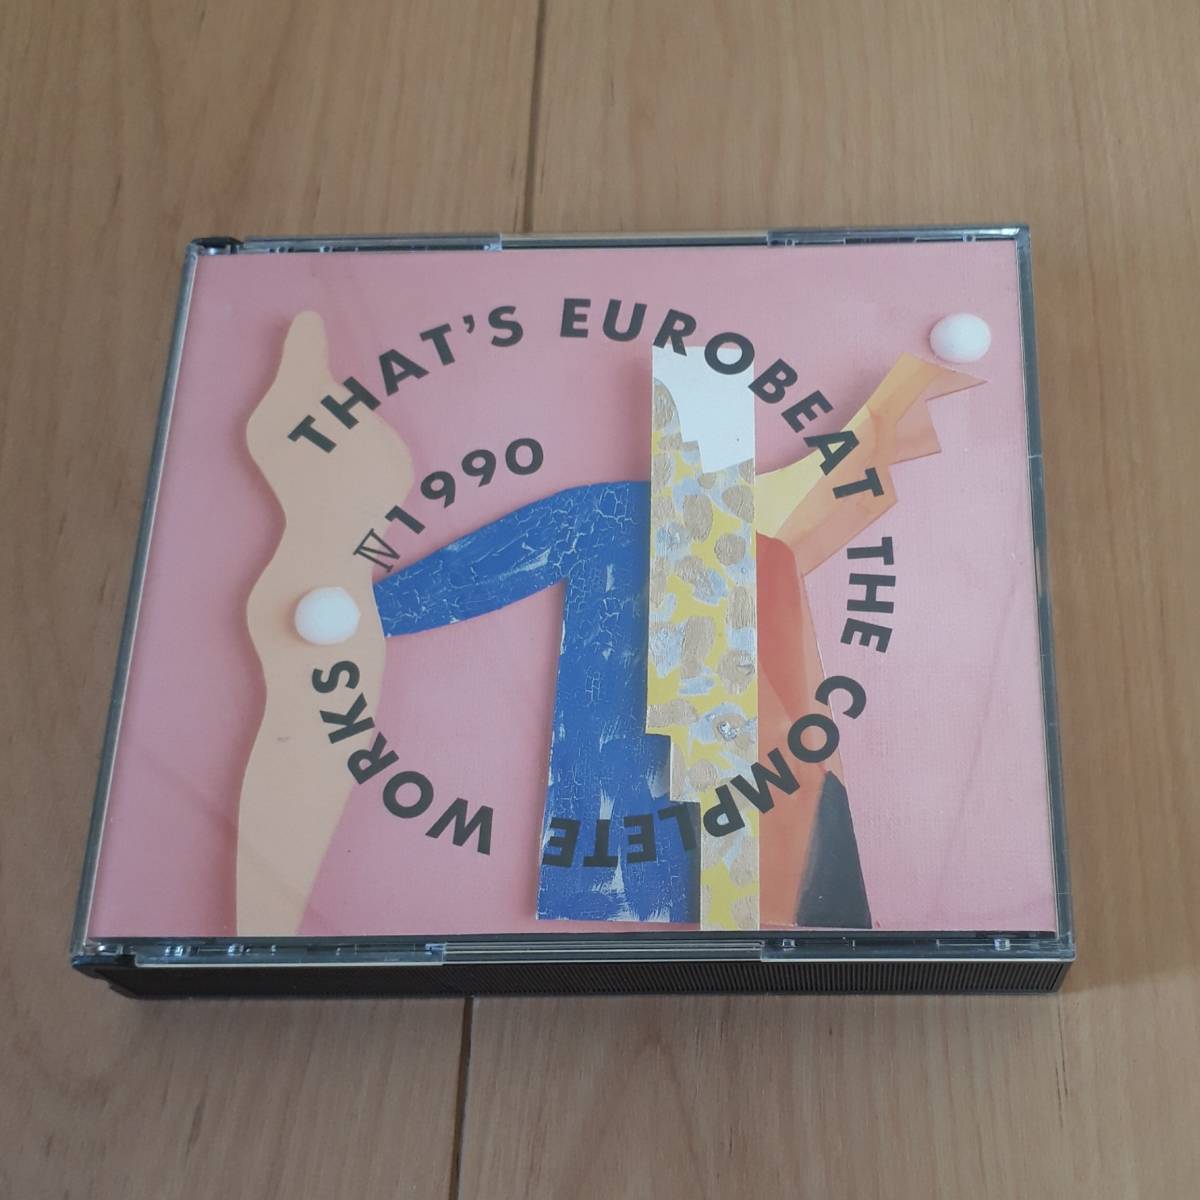 THAT'S EUROBEAT THE COMPLETE WORKS
Ⅳ1990